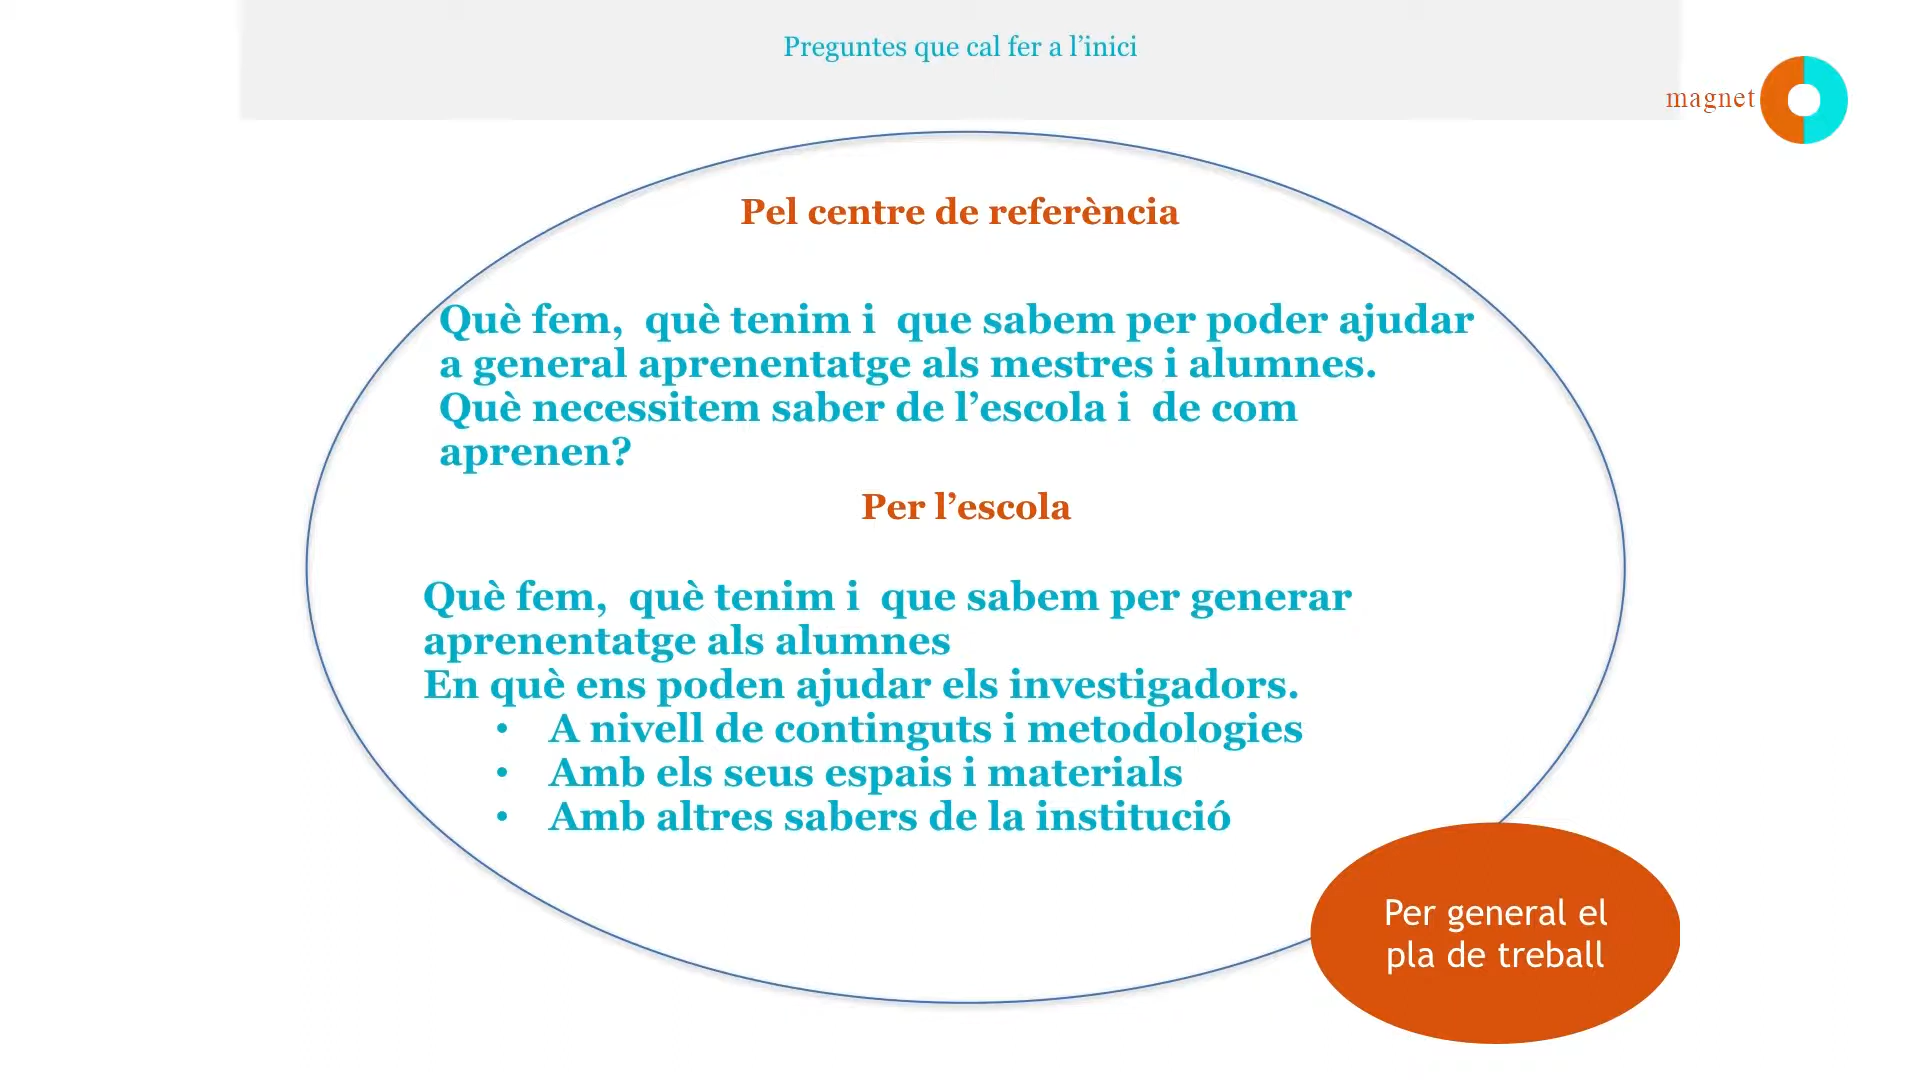 Preguntes que cal fer a l’inici
magnet
Pel centre de referència
Què fem,  què tenim i  que sabem per poder ajudar
a general aprenentatge als mestres i alumnes.
Què necessitem saber de l’escola i  de com
aprenen?
Per l’escola
Què fem,  què tenim i  que sabem per generar
aprenentatge als alumnes
En què ens poden ajudar els investigadors.
• A nivell de continguts i metodologies
• Amb els seus espais i materials
• Amb altres sabers de la institució
Per general el
pla de treball